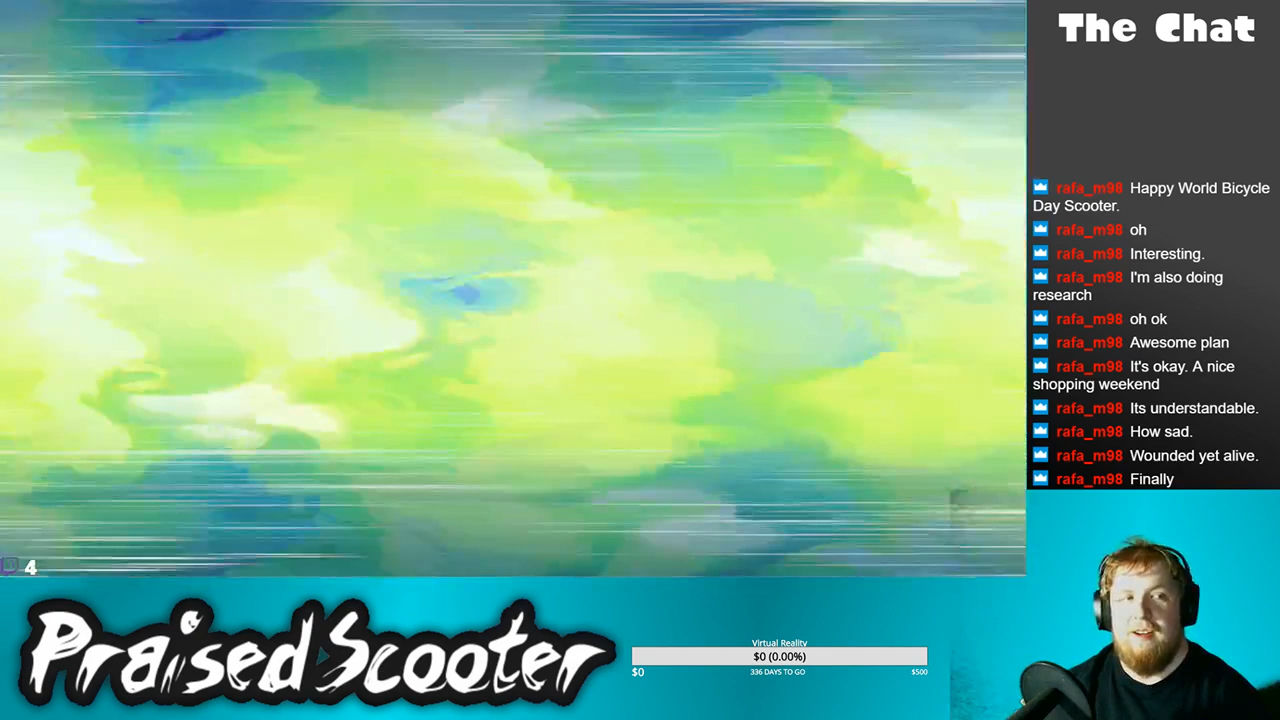 The Chat
rafa_m98 Happy World Bicycle
Day Scooter.
rafa_m98 oh
rafa_m98 Interesting.
rafa_m98 I'm also doing
research
rafa_m98 oh ok
rafa_m98 Awesome plan
rafa_m98 It's okay. A nice
shopping weekend
rafa_m98 Its understandable.
rafa_m98 How sad.
rafa_m98 Wounded yet alive.
rafa_m98 Finally
4
PraisedScooter
Virtual Reality
$0 (0.00%)
$0 336 DAYS TO GO $500